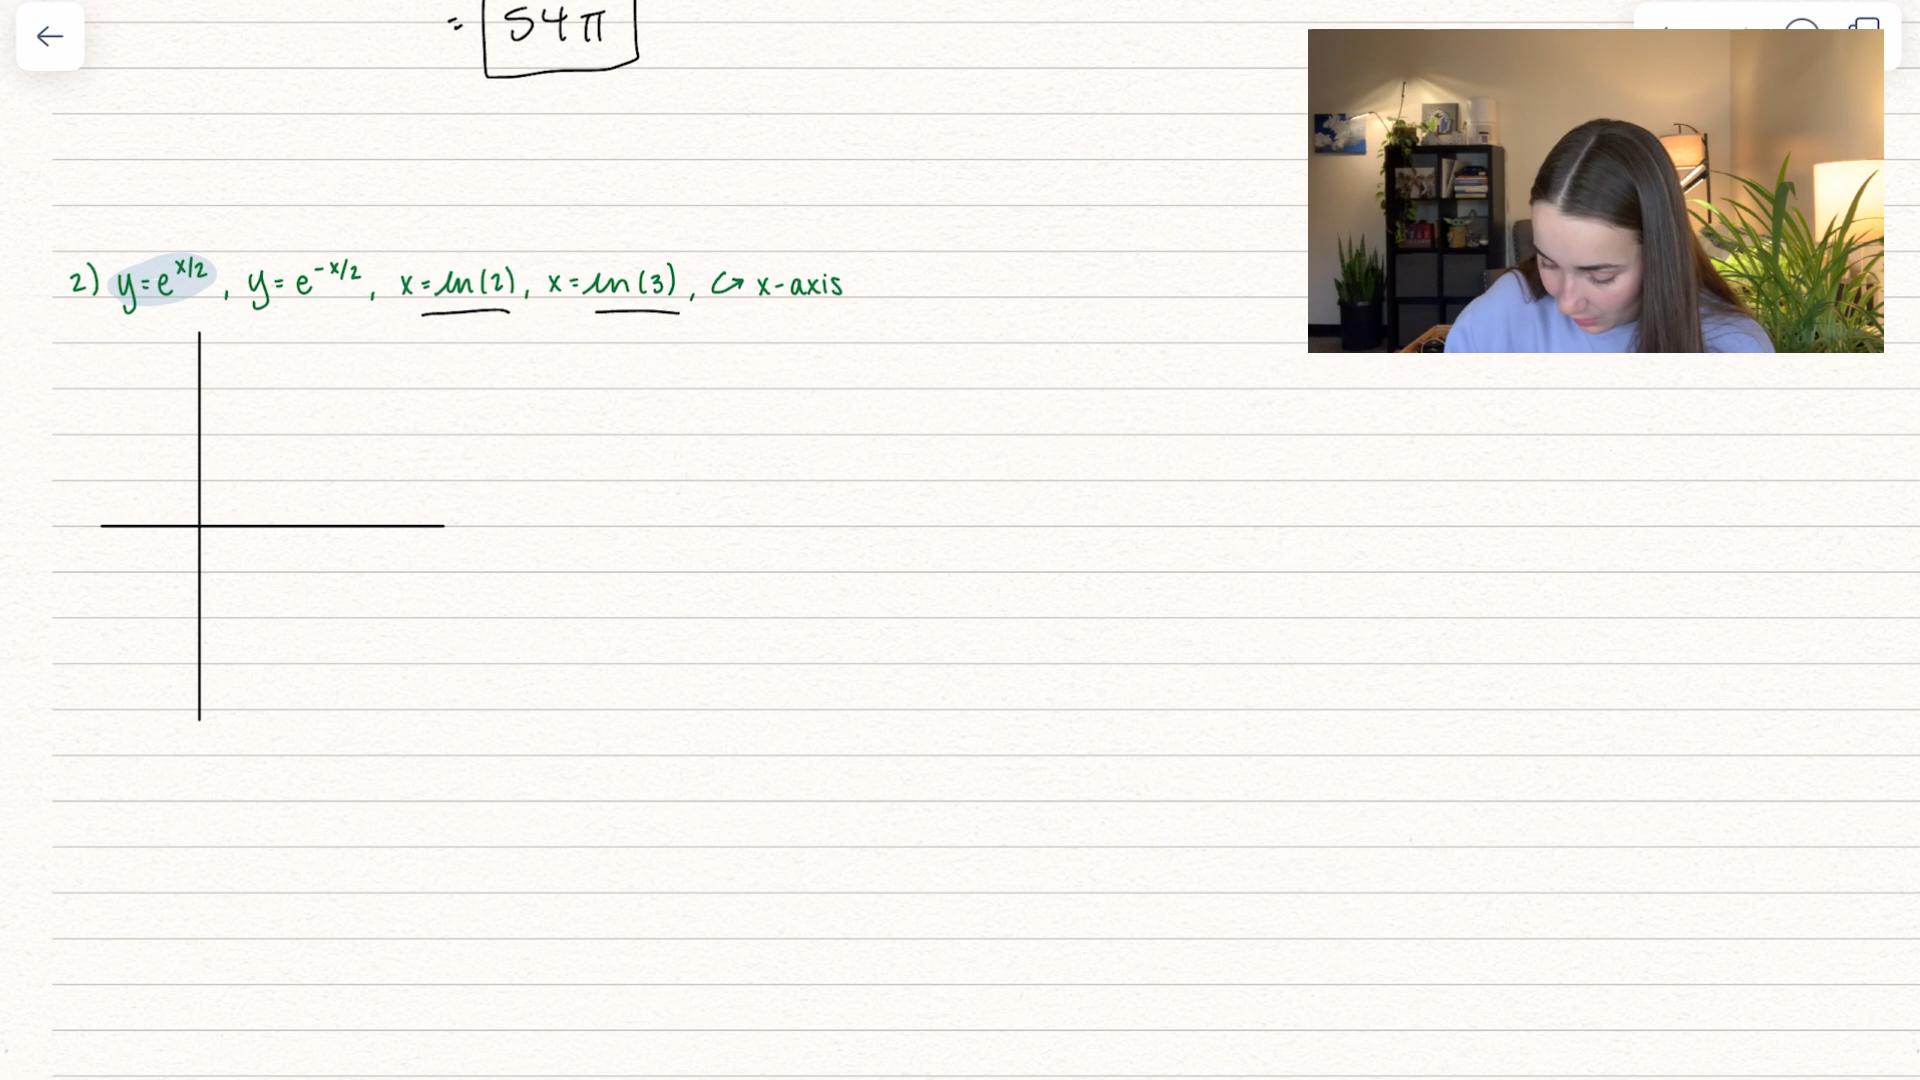 = 54π
2) y=e^{x/2}, y=e^{-x/2}, x=ln(2), x=ln(3), ↪ x-axis